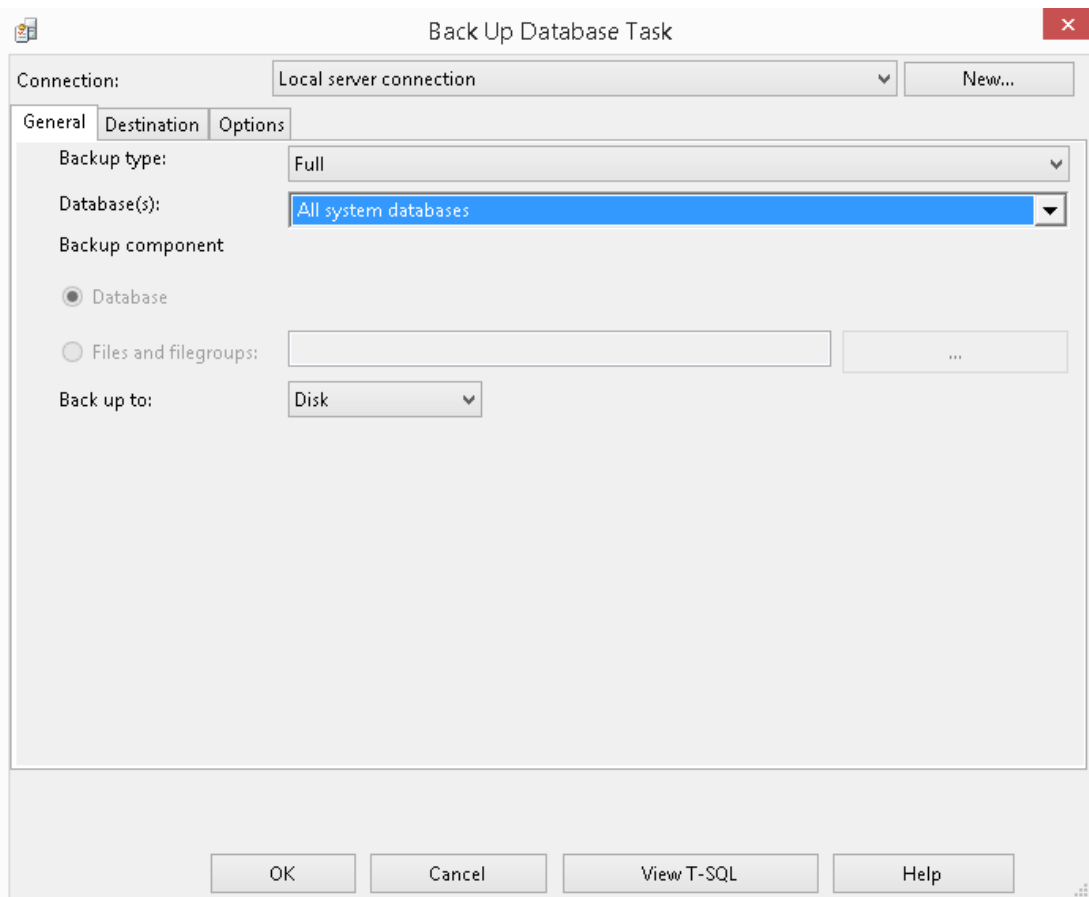 Back Up Database Task
Connection: Local server connection New...
General Destination Options
Backup type: Full
Database(s): All system databases
Backup component
Database
Files and filegroups: ...
Back up to: Disk
OK Cancel View T-SQL Help